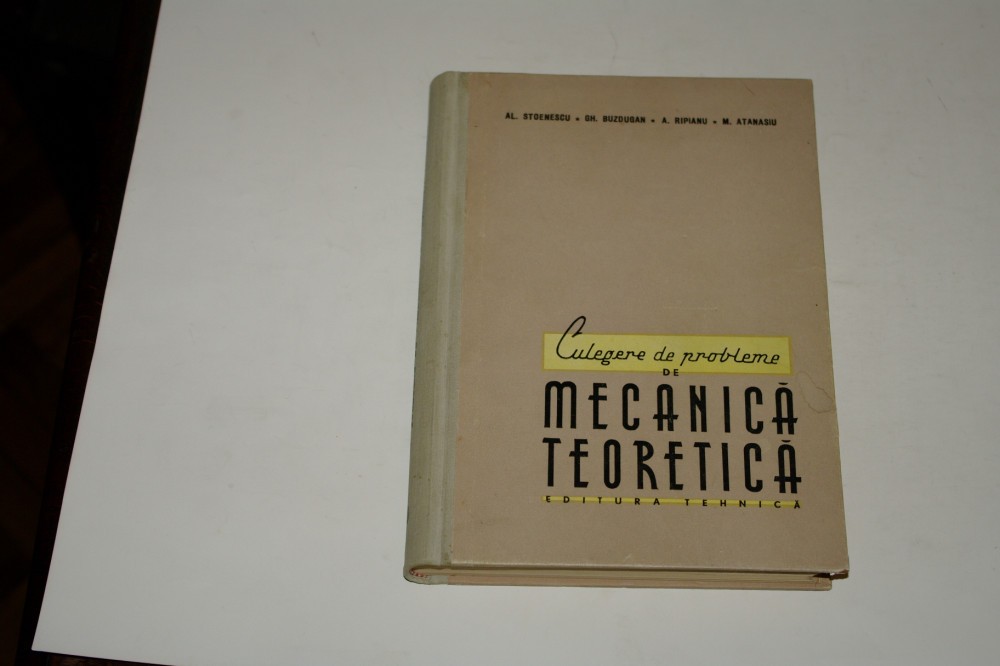 AL. STOENESCU • GH. BUZDUGAN • A. RIPIANU • M. ATANASIU
Culegere de probleme
DE
MECANICĂ
TEORETICĂ
EDITURA TEHNICĂ